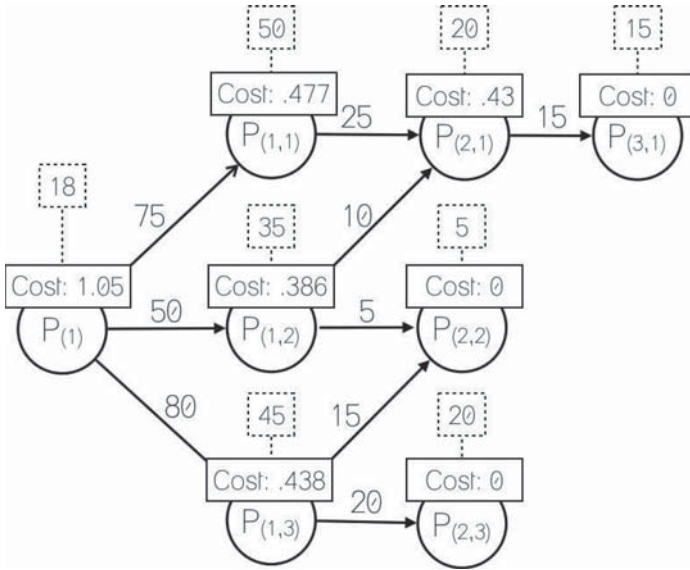 50
20
15
Cost: .477
Cost: .43
Cost: 0
P(1,1)
25
P(2,1)
15
P(3,1)
18
75
35
10
5
Cost: 1.05
Cost: .386
Cost: 0
P(1)
50
P(1,2)
5
P(2,2)
80
45
15
20
Cost: .438
Cost: 0
P(1,3)
20
P(2,3)